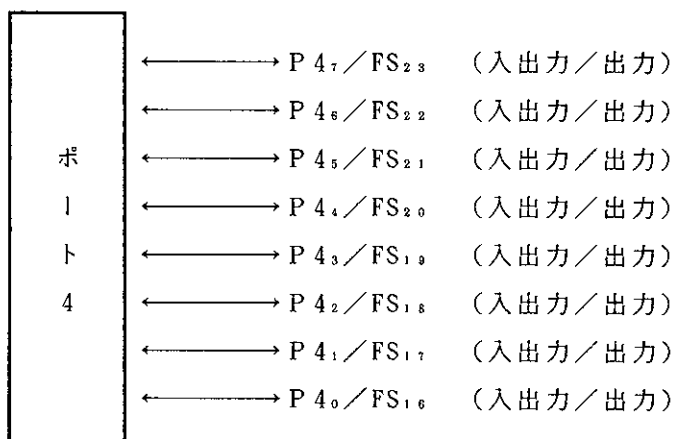 ポート4
P4₇／FS₂₃ （入出力／出力）
P4₆／FS₂₂ （入出力／出力）
P4₅／FS₂₁ （入出力／出力）
P4₄／FS₂₀ （入出力／出力）
P4₃／FS₁₉ （入出力／出力）
P4₂／FS₁₈ （入出力／出力）
P4₁／FS₁₇ （入出力／出力）
P4₀／FS₁₆ （入出力／出力）